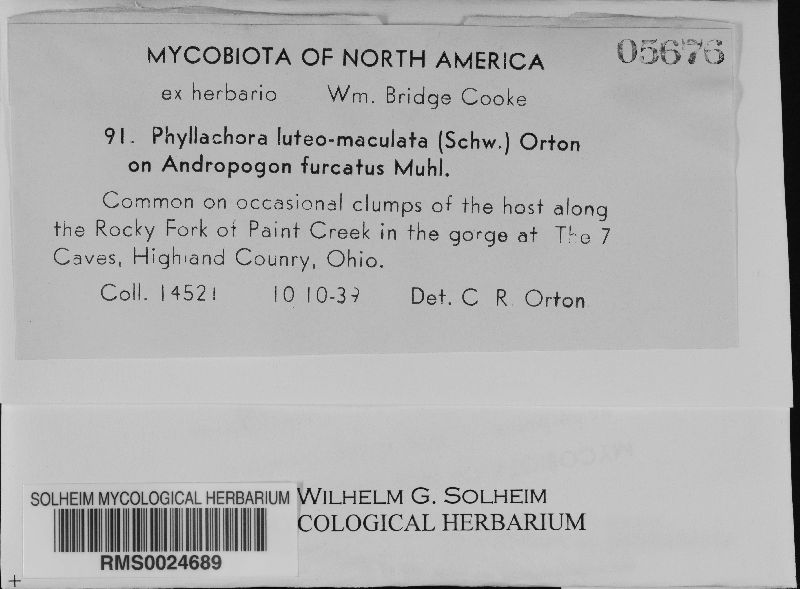 MYCOBIOTA OF NORTH AMERICA 05676
ex herbario Wm. Bridge Cooke
91. Phyllachora luteo-maculata (Schw.) Orton
on Andropogon furcatus Muhl.
Common on occasional clumps of the host along
the Rocky Fork of Paint Creek in the gorge at The 7
Caves, Highland Counry, Ohio.
Coll. 14521 10 10-39 Det. C R Orton
SOLHEIM MYCOLOGICAL HERBARIUM
RMS0024689
WILHELM G. SOLHEIM
COLOGICAL HERBARIUM